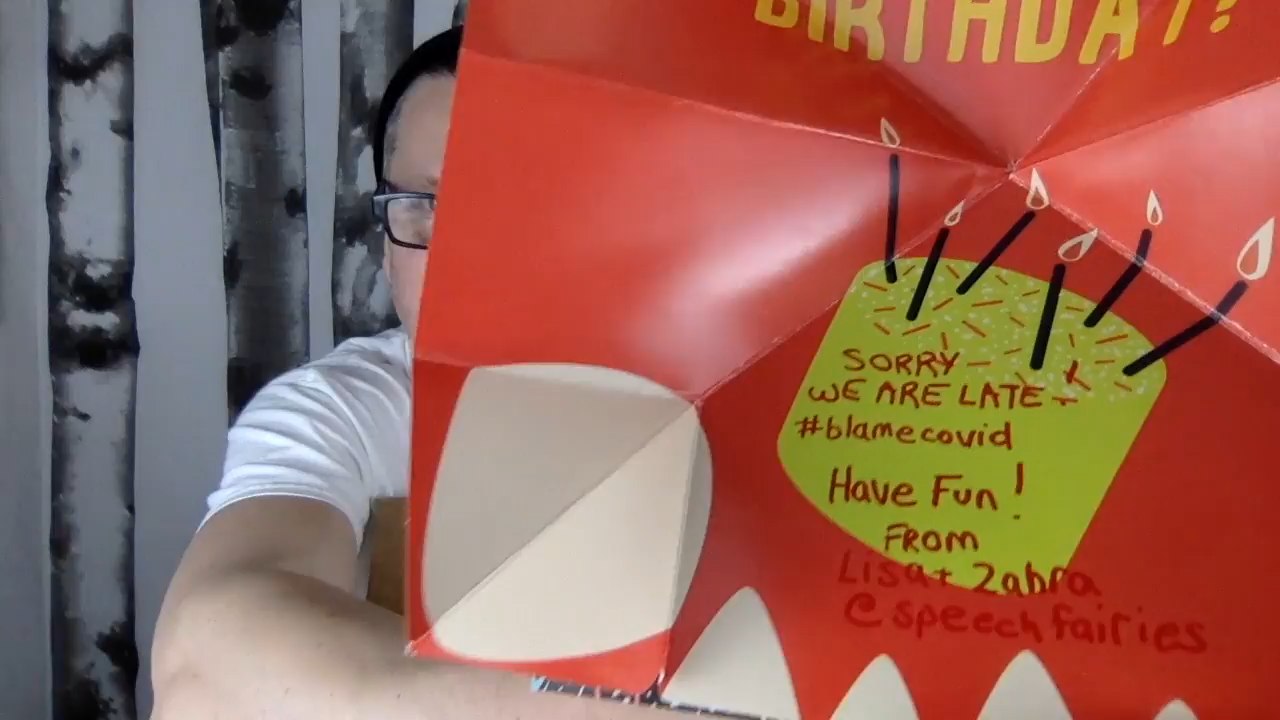 BIRTHDAY?
SORRY
WE ARE LATE -
#blamecovid
Have Fun!
FROM
Lisa + Zahra
@speechfairies